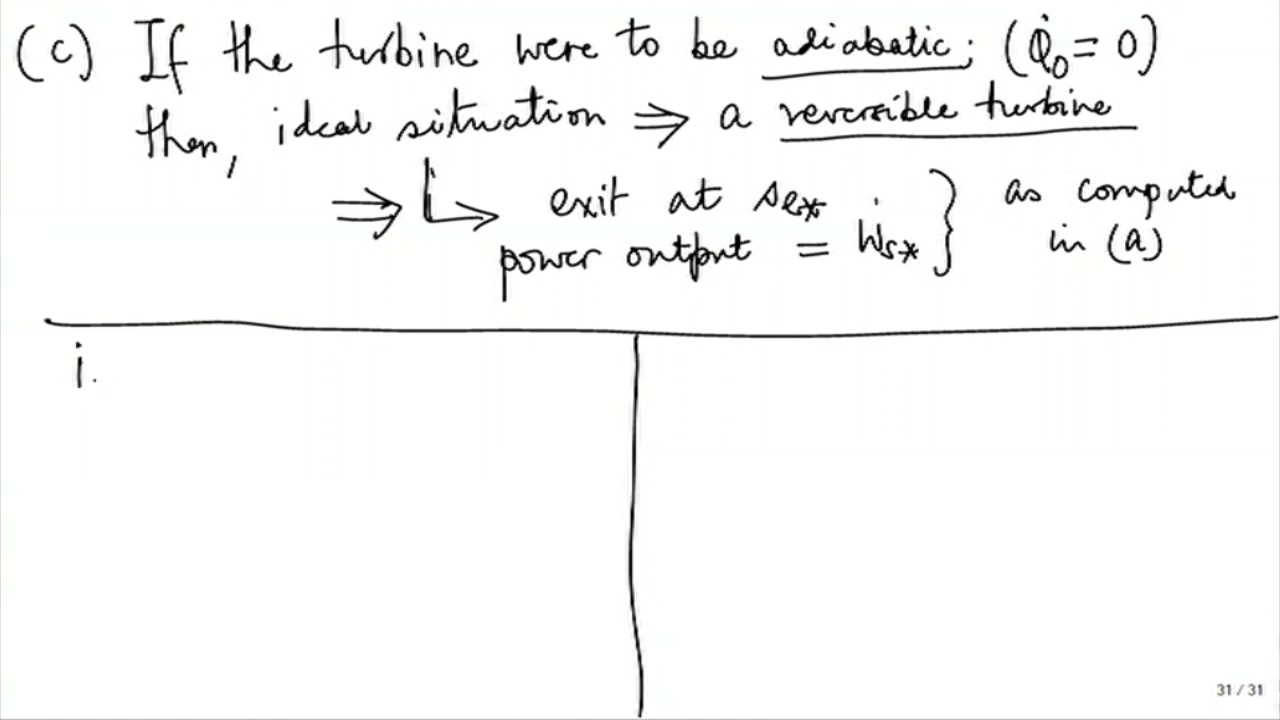 (c) If the turbine were to be adiabatic; (Q̇₀ = 0)
then, ideal situation ⇒ a reversible turbine
⇒ ↳ exit at se* } as computed
power output = Ẇs* } in (a)
i.
31 / 31